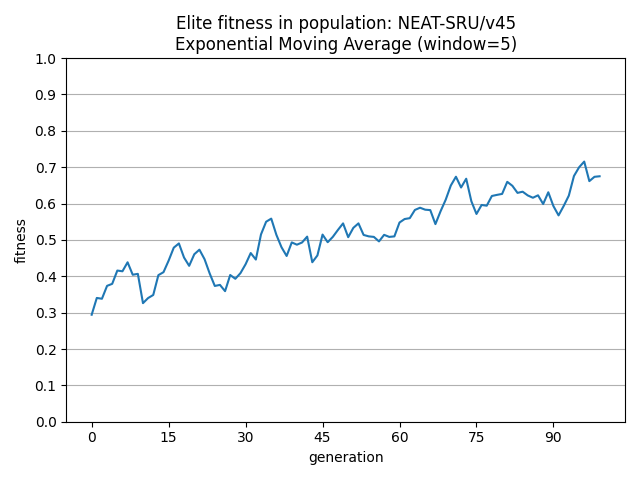 Elite fitness in population: NEAT-SRU/v45
Exponential Moving Average (window=5)
1.0
0.9
0.8
0.7
0.6
0.5
0.4
0.3
0.2
0.1
0.0
fitness
0 15 30 45 60 75 90
generation